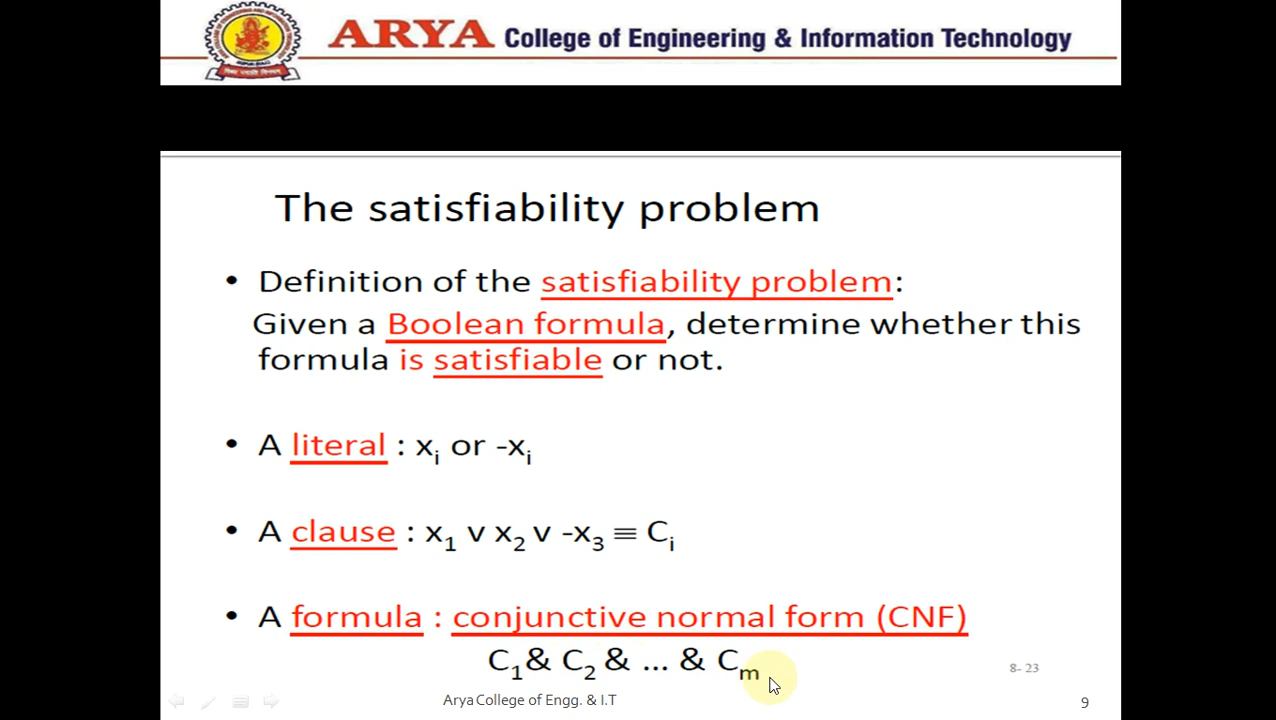 ARYA College of Engineering & Information Technology
The satisfiability problem
• Definition of the satisfiability problem:
Given a Boolean formula, determine whether this
formula is satisfiable or not.
• A literal : xᵢ or -xᵢ
• A clause : x₁ v x₂ v -x₃ ≡ Cᵢ
• A formula : conjunctive normal form (CNF)
C₁& C₂ & ... & Cₘ
8- 23
Arya College of Engg. & I.T
9